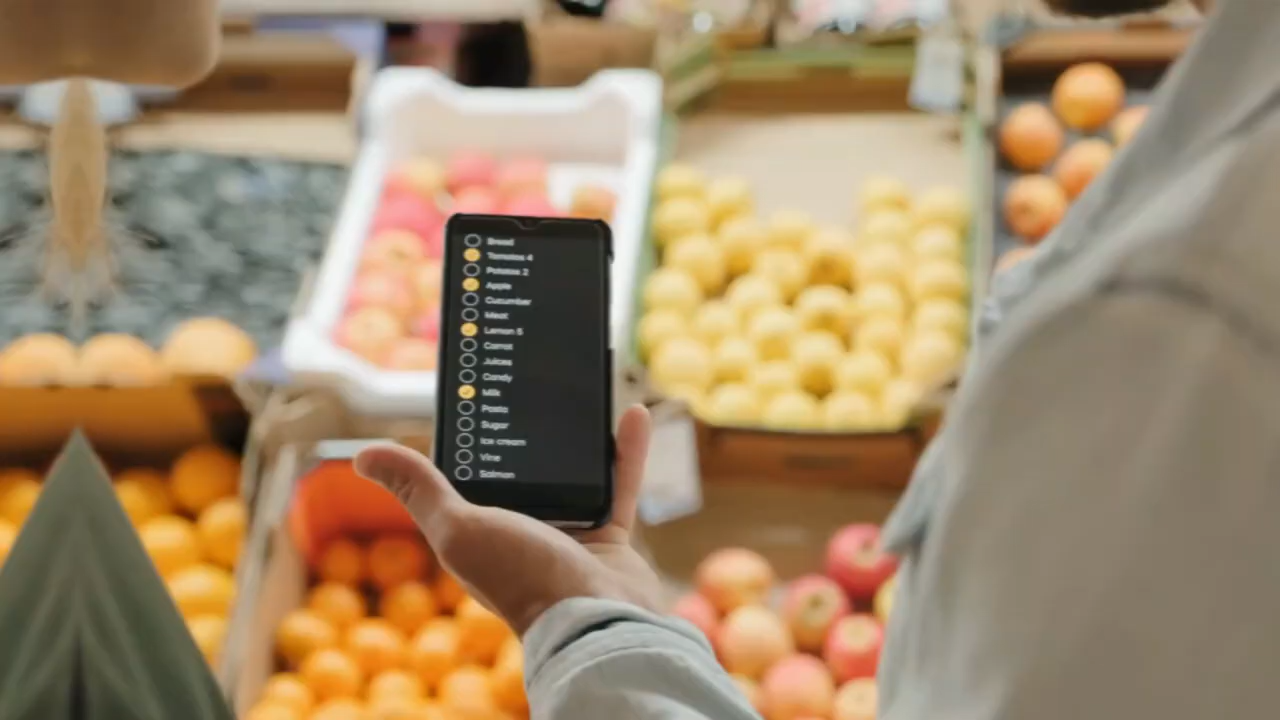 Bread
Tomatos 4
Potatos 2
Apple
Cucumber
Meat
Lemon 5
Carrot
Juices
Candy
Milk
Pasta
Sugar
Ice cream
Vine
Salmon